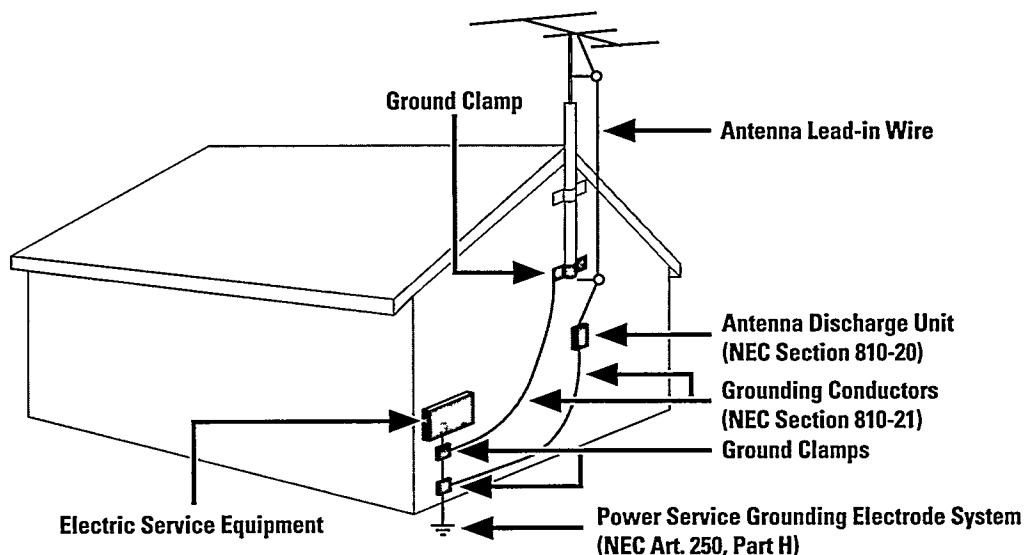 Ground Clamp
Antenna Lead-in Wire
Antenna Discharge Unit
(NEC Section 810-20)
Grounding Conductors
(NEC Section 810-21)
Ground Clamps
Electric Service Equipment
Power Service Grounding Electrode System
(NEC Art. 250, Part H)